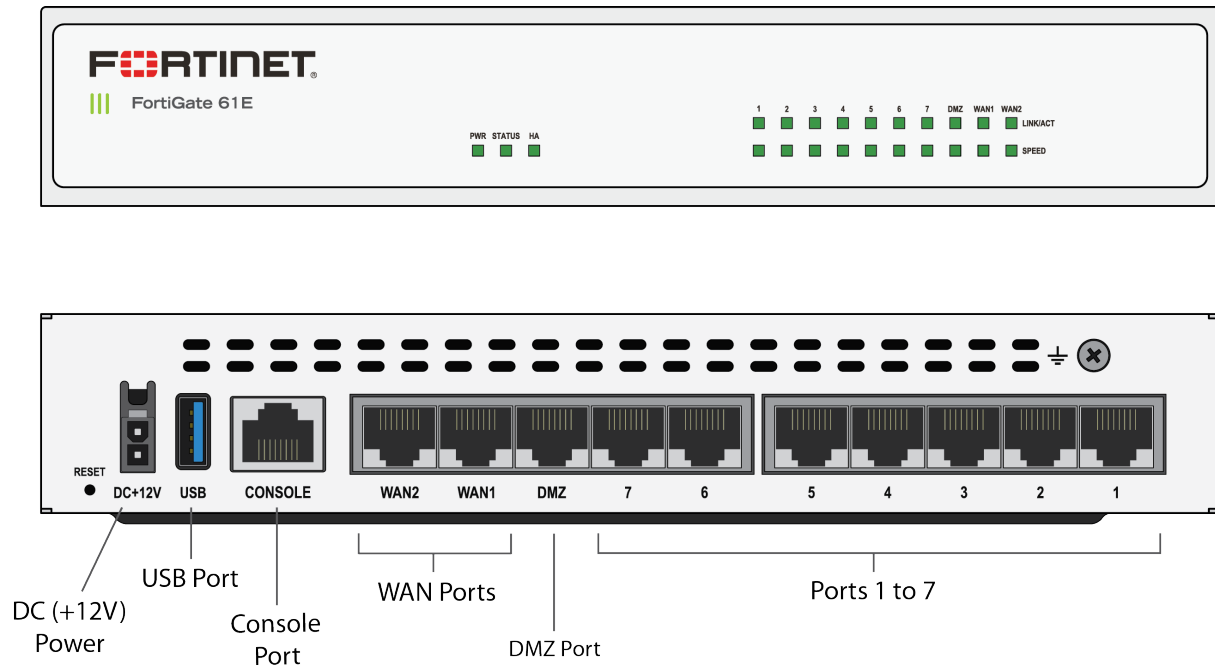 FORTINET®
FortiGate 61E
1 2 3 4 5 6 7 DMZ WAN1 WAN2
LINK/ACT
PWR STATUS HA
SPEED
RESET
DC+12V USB CONSOLE WAN2 WAN1 DMZ 7 6 5 4 3 2 1
USB Port
WAN Ports
Ports 1 to 7
DC (+12V)
Power
Console
Port
DMZ Port